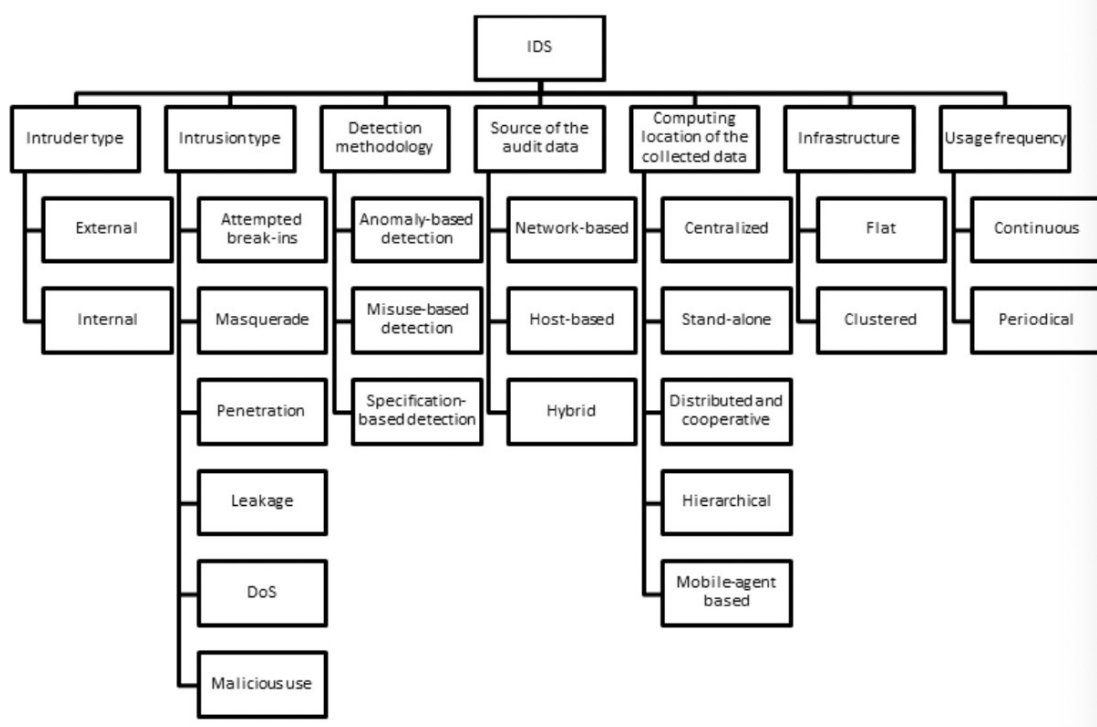 IDS
Intruder type
Intrusion type
Detection
methodology
Source of the
audit data
Computing
location of the
collected data
Infrastructure
Usage frequency
External
Internal
Attempted
break-ins
Masquerade
Penetration
Leakage
DoS
Malicious use
Anomaly-based
detection
Misuse-based
detection
Specification-
based detection
Network-based
Host-based
Hybrid
Centralized
Stand-alone
Distributed and
cooperative
Hierarchical
Mobile-agent
based
Flat
Clustered
Continuous
Periodical